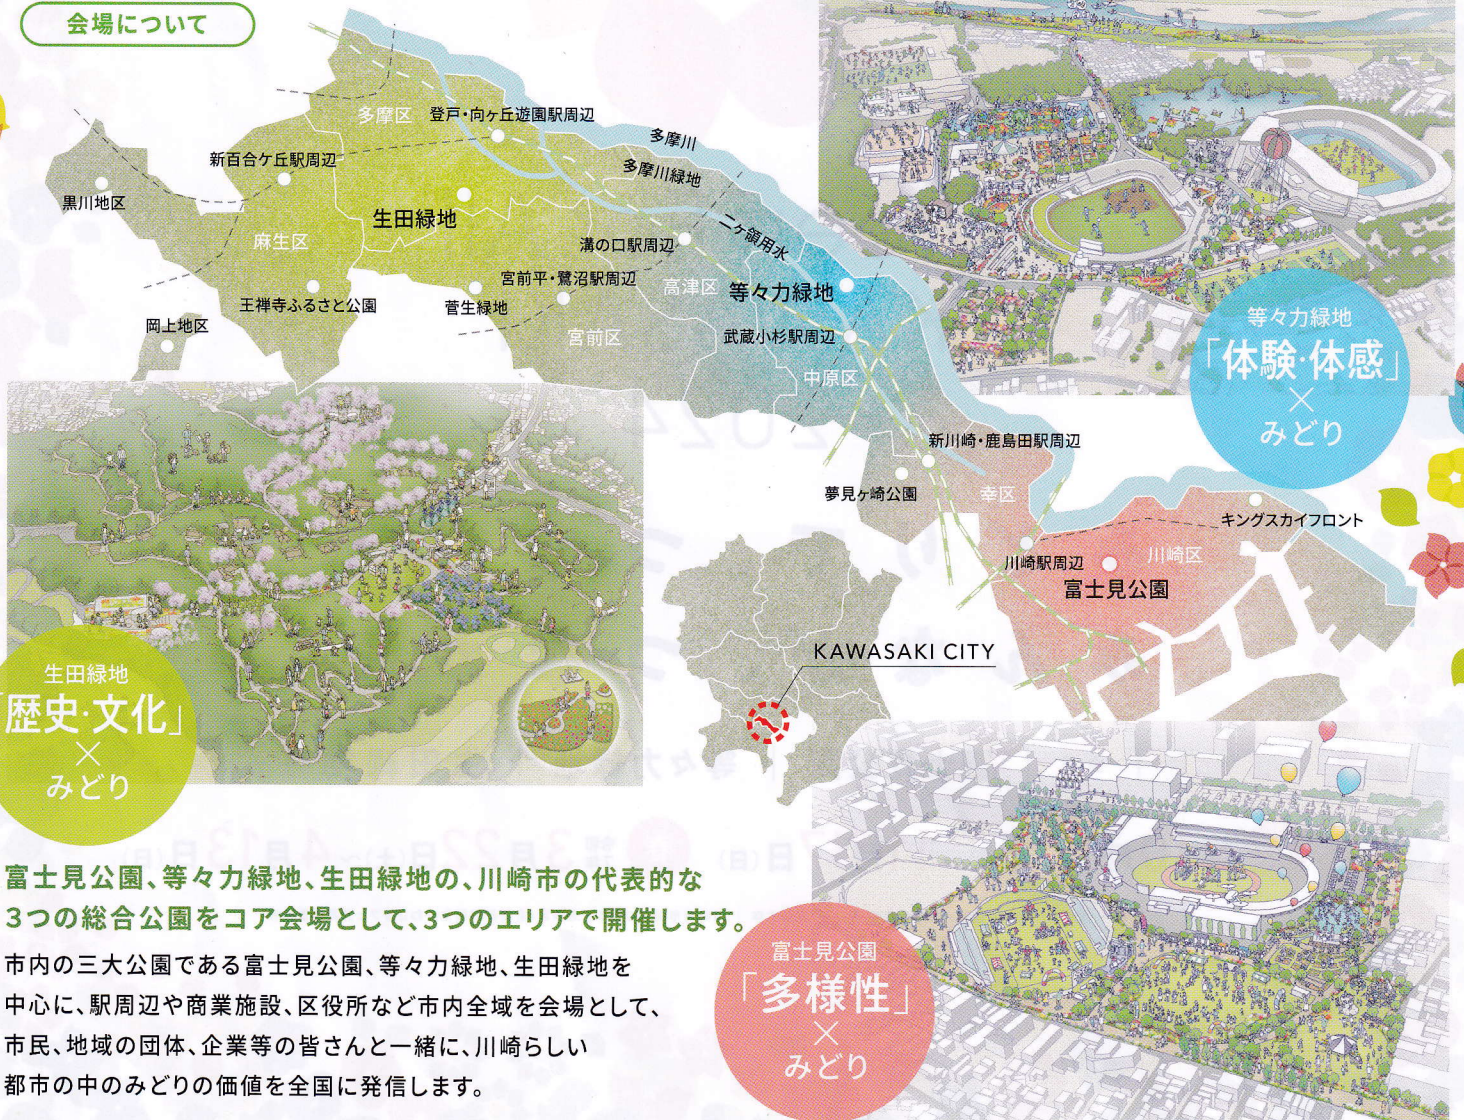 会場について
多摩区
登戸・向ヶ丘遊園駅周辺
多摩川
新百合ケ丘駅周辺
多摩川緑地
黒川地区
生田緑地
二ケ領用水
麻生区
溝の口駅周辺
宮前平・鷺沼駅周辺
高津区
等々力緑地
王禅寺ふるさと公園
菅生緑地
岡上地区
宮前区
武蔵小杉駅周辺
中原区
等々力緑地
「体験・体感」
×
みどり
新川崎・鹿島田駅周辺
夢見ヶ崎公園
幸区
キングスカイフロント
川崎駅周辺
川崎区
富士見公園
KAWASAKI CITY
生田緑地
「歴史・文化」
×
みどり
富士見公園、等々力緑地、生田緑地の、川崎市の代表的な
3つの総合公園をコア会場として、3つのエリアで開催します。
市内の三大公園である富士見公園、等々力緑地、生田緑地を
中心に、駅周辺や商業施設、区役所など市内全域を会場として、
市民、地域の団体、企業等の皆さんと一緒に、川崎らしい
都市の中のみどりの価値を全国に発信します。
富士見公園
「多様性」
×
みどり